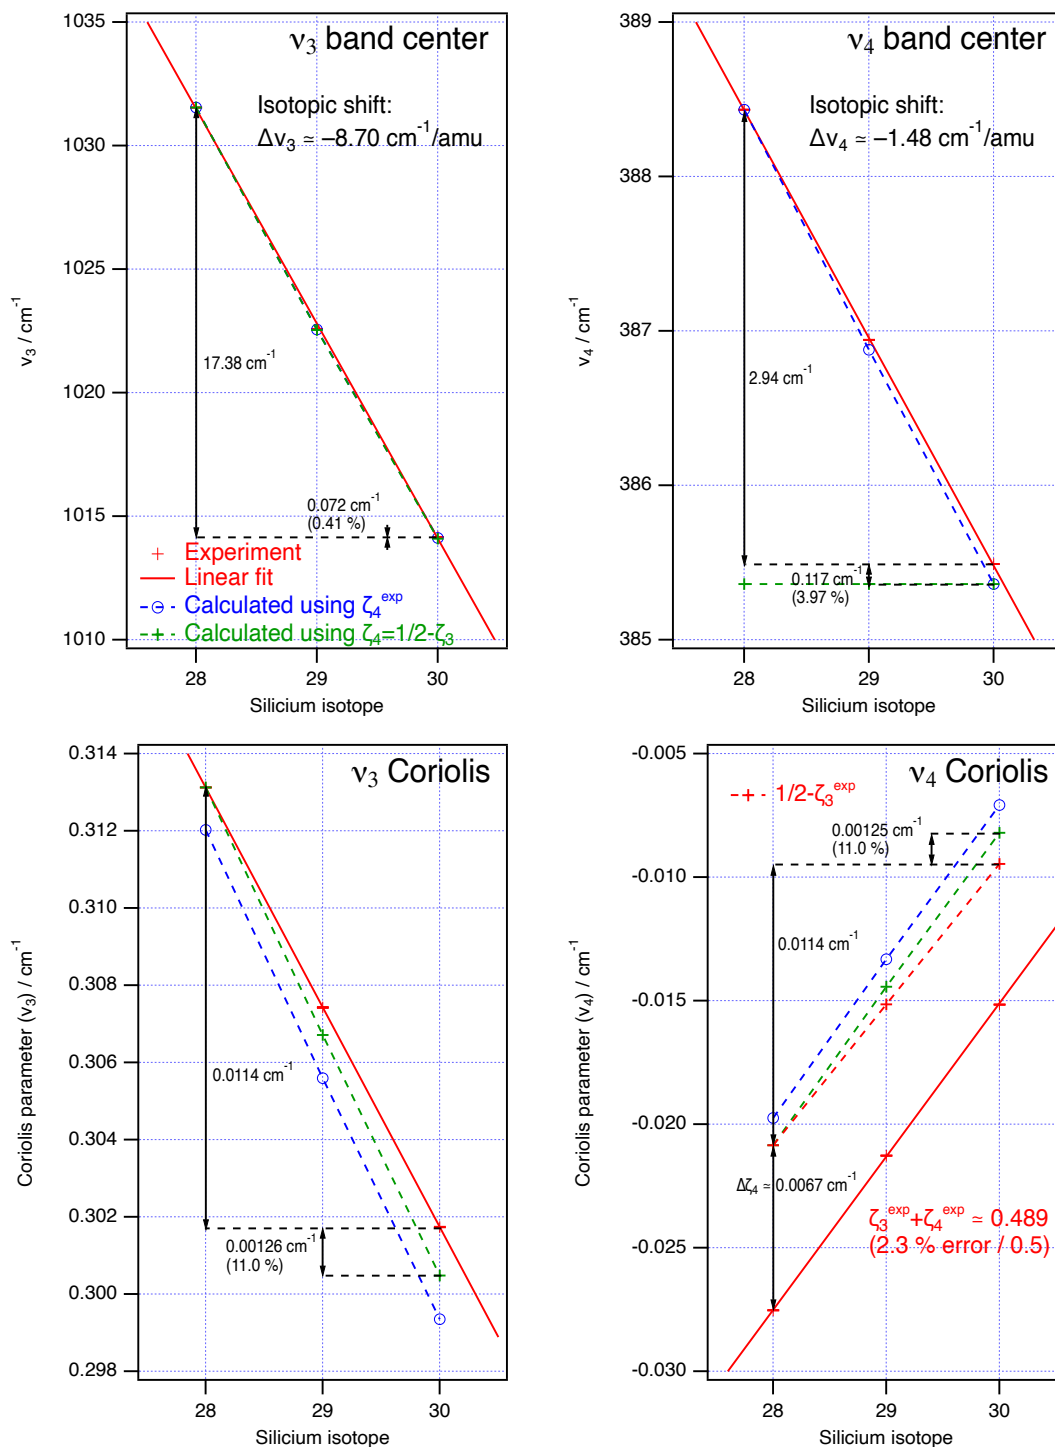 ν3 band center
Isotopic shift:
Δν3 ≃ −8.70 cm-1/amu
1035
1030
1025
1020
1015
1010
ν3 / cm-1
17.38 cm-1
0.072 cm-1
(0.41 %)
Experiment
Linear fit
Calculated using ζ4exp
Calculated using ζ4=1/2-ζ3
28
29
30
Silicium isotope
ν4 band center
Isotopic shift:
Δν4 ≃ −1.48 cm-1/amu
389
388
387
386
385
ν4 / cm-1
2.94 cm-1
0.117 cm-1
(3.97 %)
28
29
30
Silicium isotope
ν3 Coriolis
0.314
0.312
0.310
0.308
0.306
0.304
0.302
0.300
0.298
Coriolis parameter (ν3) / cm-1
0.0114 cm-1
0.00126 cm-1
(11.0 %)
28
29
30
Silicium isotope
ν4 Coriolis
1/2-ζ3exp
-0.005
-0.010
-0.015
-0.020
-0.025
-0.030
Coriolis parameter (ν4) / cm-1
0.00125 cm-1
(11.0 %)
0.0114 cm-1
Δζ4 ≃ 0.0067 cm-1
ζ3exp+ζ4exp ≃ 0.489
(2.3 % error / 0.5)
28
29
30
Silicium isotope